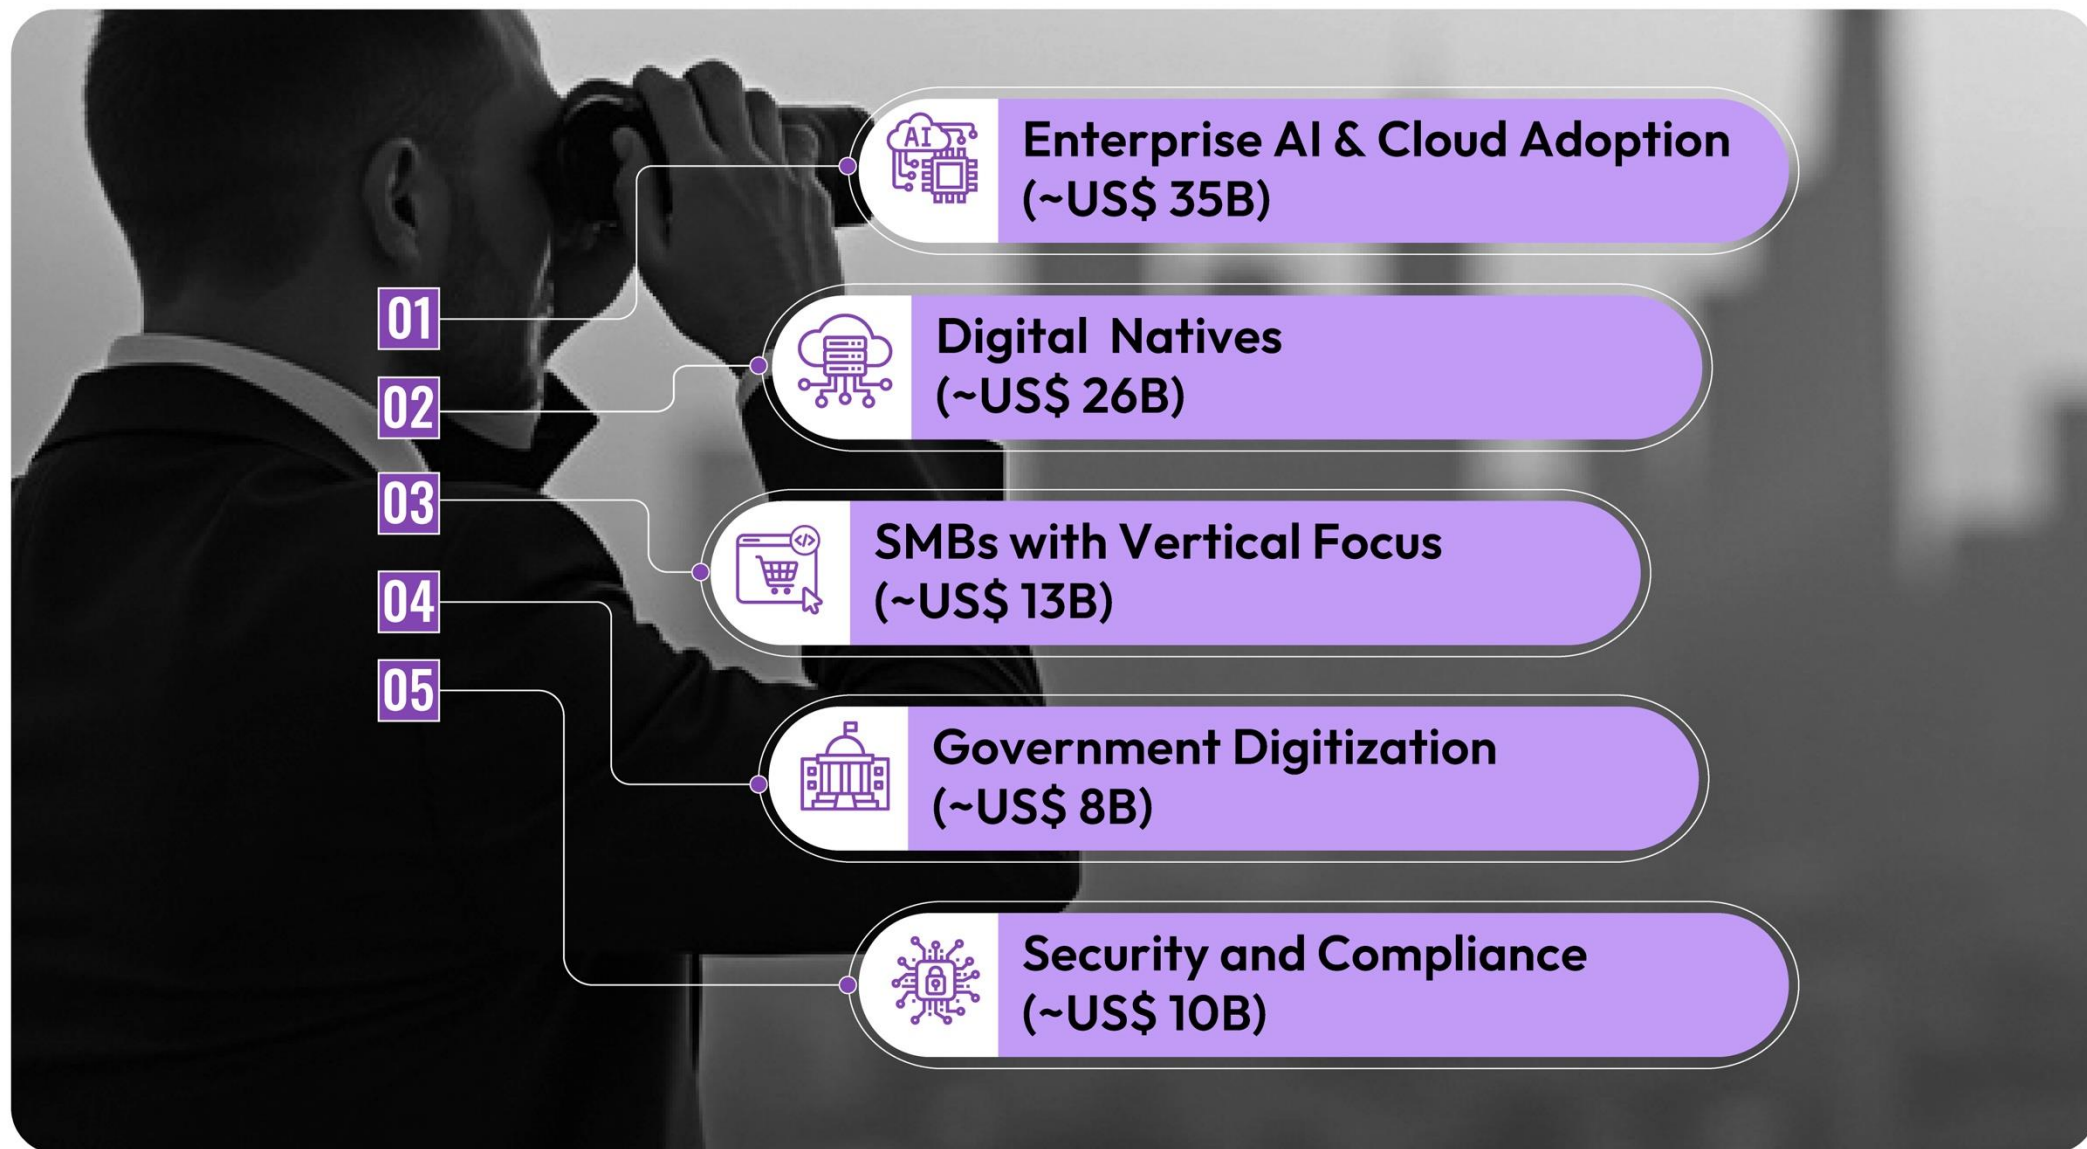 01
Enterprise AI & Cloud Adoption
(~US$ 35B)
02
Digital Natives
(~US$ 26B)
03
SMBs with Vertical Focus
(~US$ 13B)
04
Government Digitization
(~US$ 8B)
05
Security and Compliance
(~US$ 10B)
AI